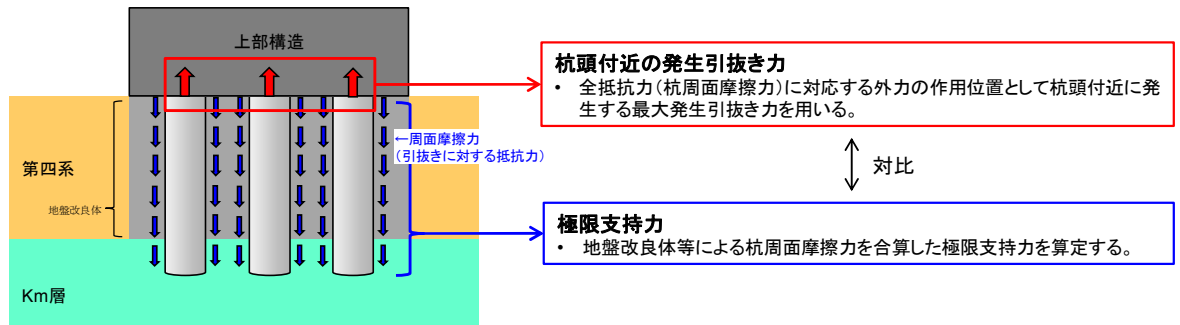 上部構造
杭頭付近の発生引抜き力
・ 全抵抗力(杭周面摩擦力)に対応する外力の作用位置として杭頭付近に発
生する最大発生引抜き力を用いる。
←周面摩擦力
(引抜きに対する抵抗力)
対比
第四系
地盤改良体
極限支持力
・ 地盤改良体等による杭周面摩擦力を合算した極限支持力を算定する。
Km層